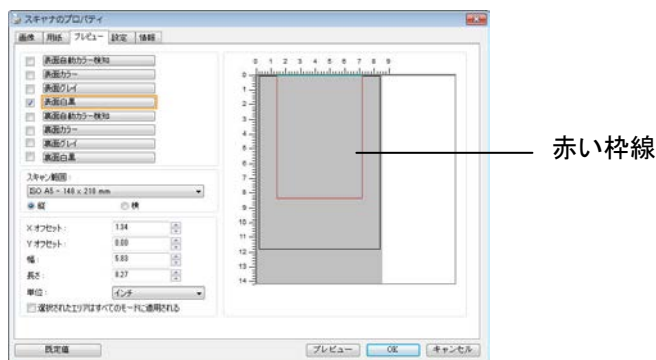 スキャナのプロパティ
画像 用紙 プレビュー 設定 情報
表面自動カラー検知
表面カラー
表面グレイ
表面白黒
裏面自動カラー検知
裏面カラー
裏面グレイ
裏面白黒
スキャン範囲:
ISO A5 - 148 x 210 mm
縦 横
Xオフセット: 1.34
Yオフセット: 0.00
幅: 5.83
長さ: 8.27
単位: インチ
選択されたエリアはすべてのモードに適用される
既定値 プレビュー OK キャンセル
0 1 2 3 4 5 6 7 8 9
0
1
2
3
4
5
6
7
8
9
10
11
12
13
14
赤い枠線